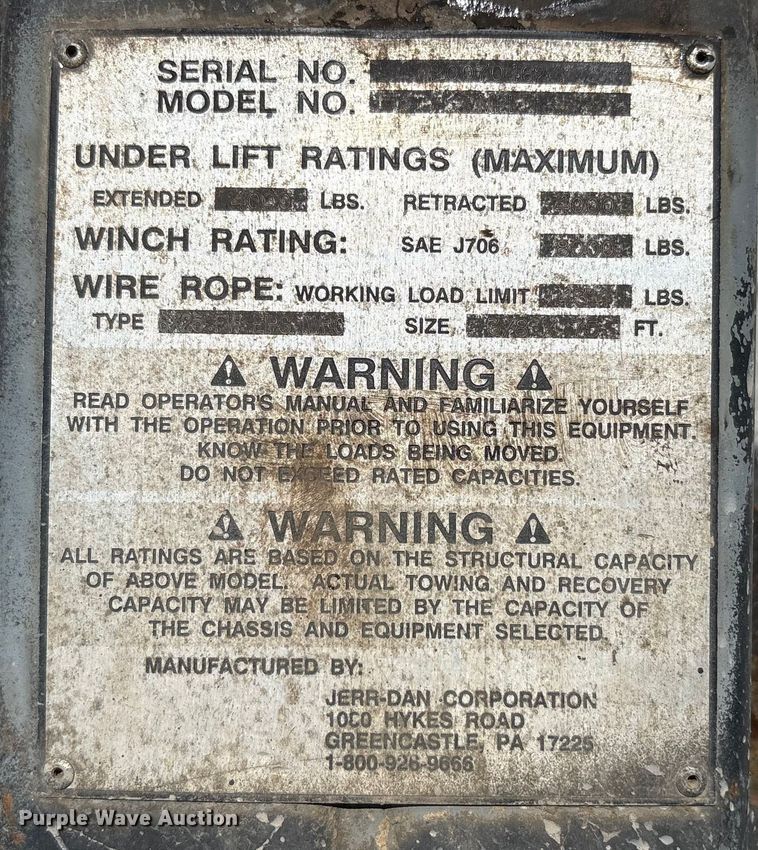 SERIAL NO.
MODEL NO.
UNDER LIFT RATINGS (MAXIMUM)
EXTENDED LBS. RETRACTED LBS.
WINCH RATING: SAE J706 LBS.
WIRE ROPE: WORKING LOAD LIMIT LBS.
TYPE SIZE FT.
WARNING
READ OPERATOR'S MANUAL AND FAMILIARIZE YOURSELF
WITH THE OPERATION PRIOR TO USING THIS EQUIPMENT.
KNOW THE LOADS BEING MOVED.
DO NOT EXCEED RATED CAPACITIES.
WARNING
ALL RATINGS ARE BASED ON THE STRUCTURAL CAPACITY
OF ABOVE MODEL. ACTUAL TOWING AND RECOVERY
CAPACITY MAY BE LIMITED BY THE CAPACITY OF
THE CHASSIS AND EQUIPMENT SELECTED.
MANUFACTURED BY:
JERR-DAN CORPORATION
1000 HYKES ROAD
GREENCASTLE, PA 17225
1-800-926-9666
Purple Wave Auction